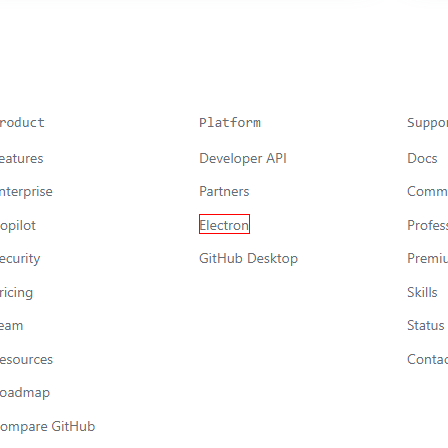 roduct
eatures
nterprise
opilot
ecurity
ricing
eam
esources
oadmap
ompare GitHub
Platform
Developer API
Partners
Electron
GitHub Desktop
Suppo
Docs
Comm
Profes
Premiu
Skills
Status
Contac